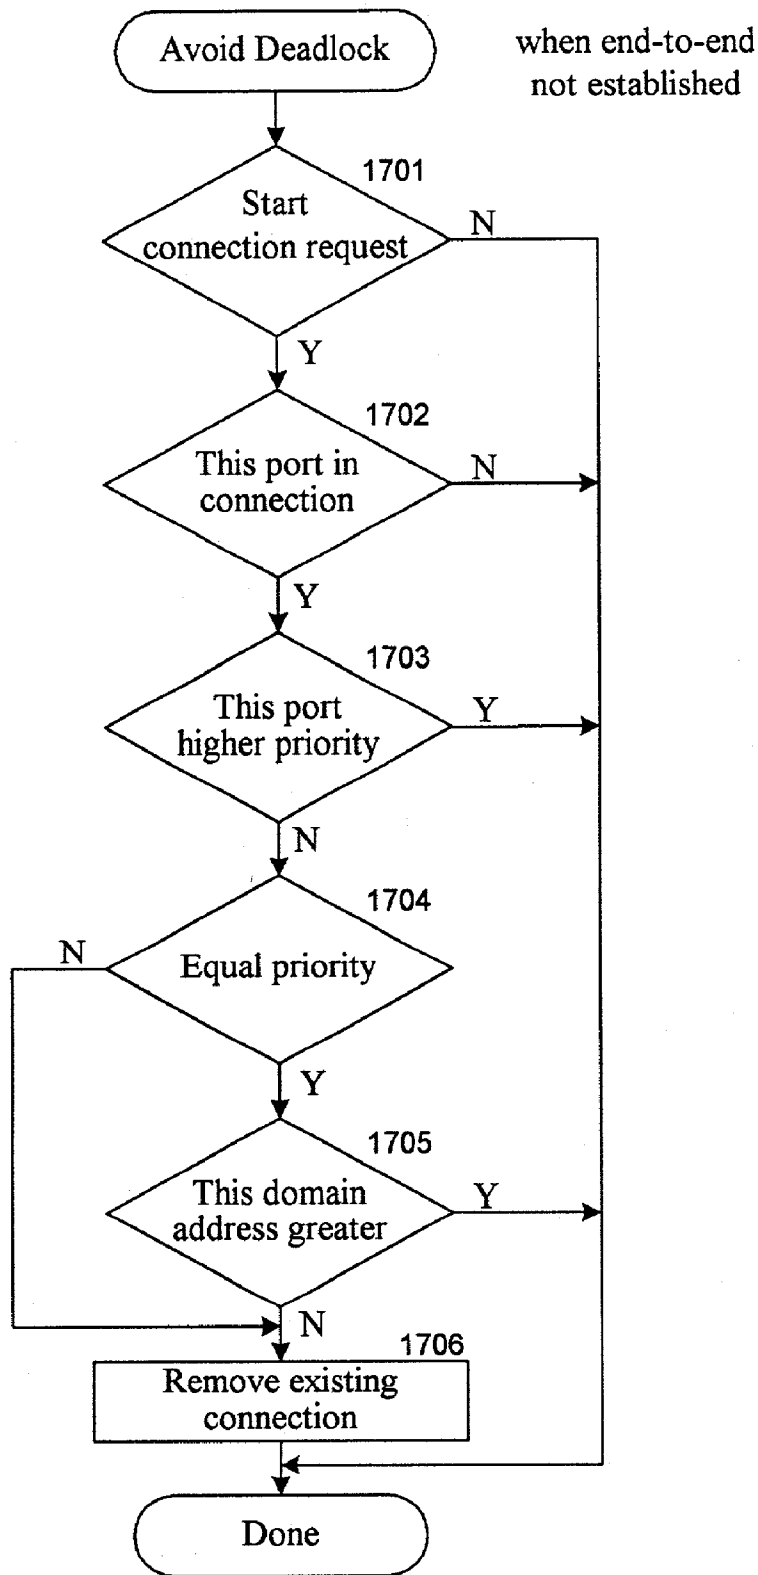 Avoid Deadlock
when end-to-end
not established
1701
Start
connection request
N
Y
1702
This port in
connection
N
Y
1703
This port
higher priority
Y
N
1704
Equal priority
N
Y
1705
This domain
address greater
Y
N
1706
Remove existing
connection
Done